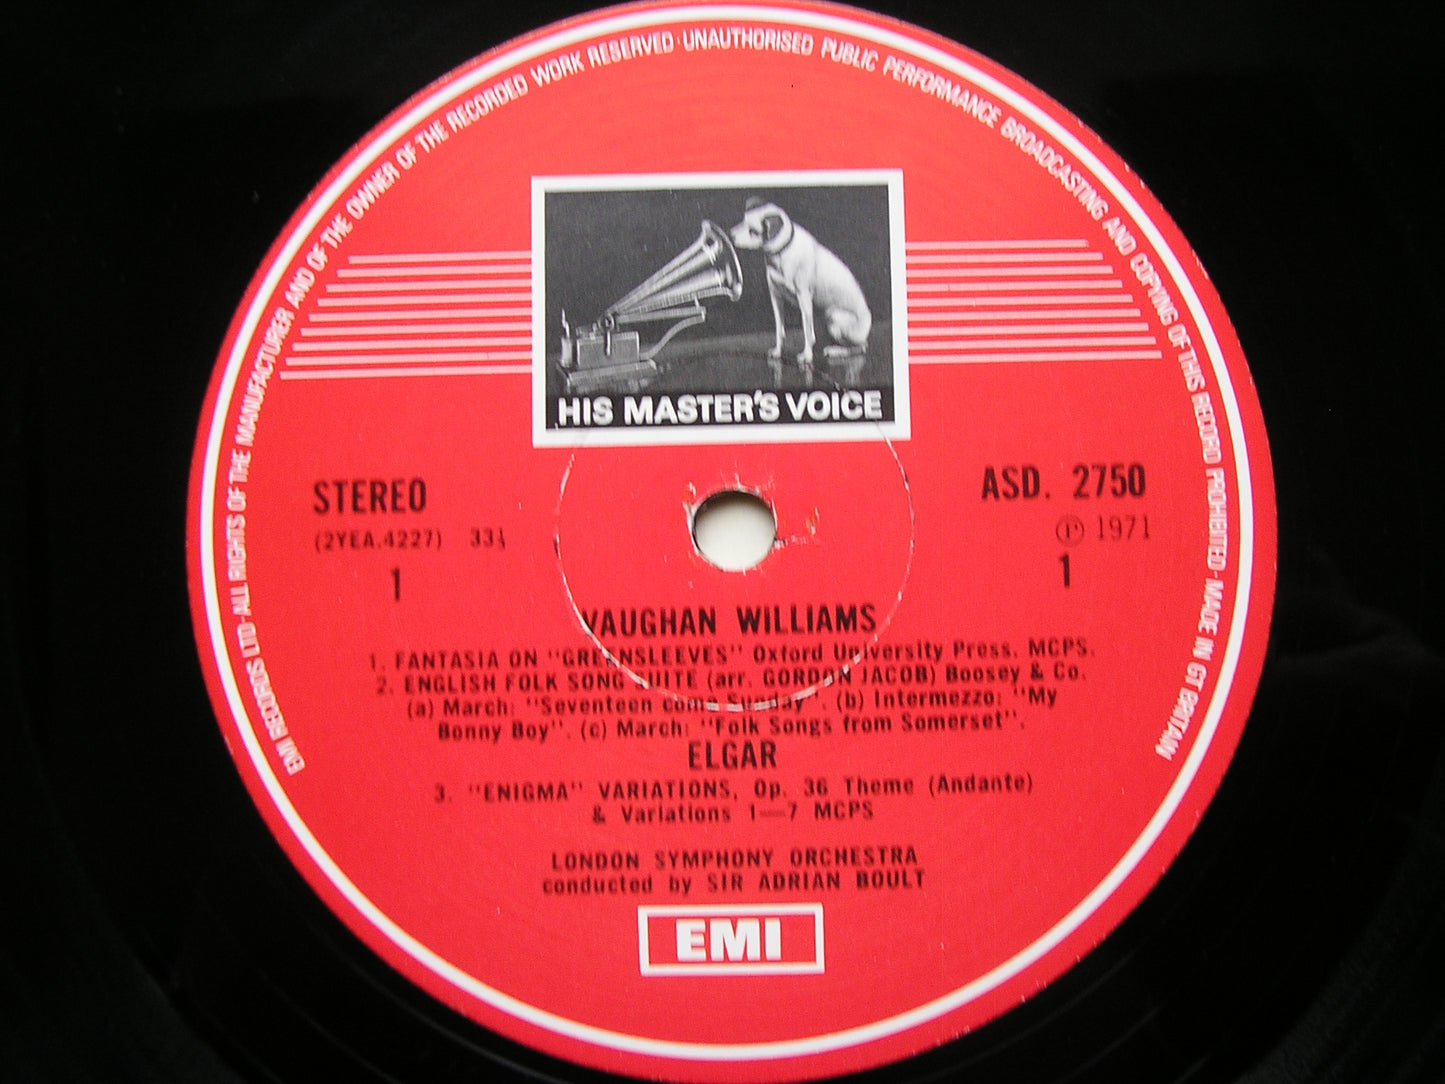 EMI RECORDS LTD·ALL RIGHTS OF THE MANUFACTURER AND OF THE OWNER OF THE RECORDED WORK RESERVED·UNAUTHORISED PUBLIC PERFORMANCE BROADCASTING AND COPYING OF THIS RECORD PROHIBITED·MADE IN GT BRITAIN
HIS MASTER'S VOICE
STEREO
ASD. 2750
(2YEA.4227) 33⅓
℗ 1971
1
1
VAUGHAN WILLIAMS
1. FANTASIA ON "GREENSLEEVES" Oxford University Press. MCPS.
2. ENGLISH FOLK SONG SUITE (arr. GORDON JACOB) Boosey & Co.
(a) March: "Seventeen come Sunday". (b) Intermezzo: "My
Bonny Boy". (c) March: "Folk Songs from Somerset".
ELGAR
3. "ENIGMA" VARIATIONS, Op. 36 Theme (Andante)
& Variations 1—7 MCPS
LONDON SYMPHONY ORCHESTRA
conducted by SIR ADRIAN BOULT
EMI